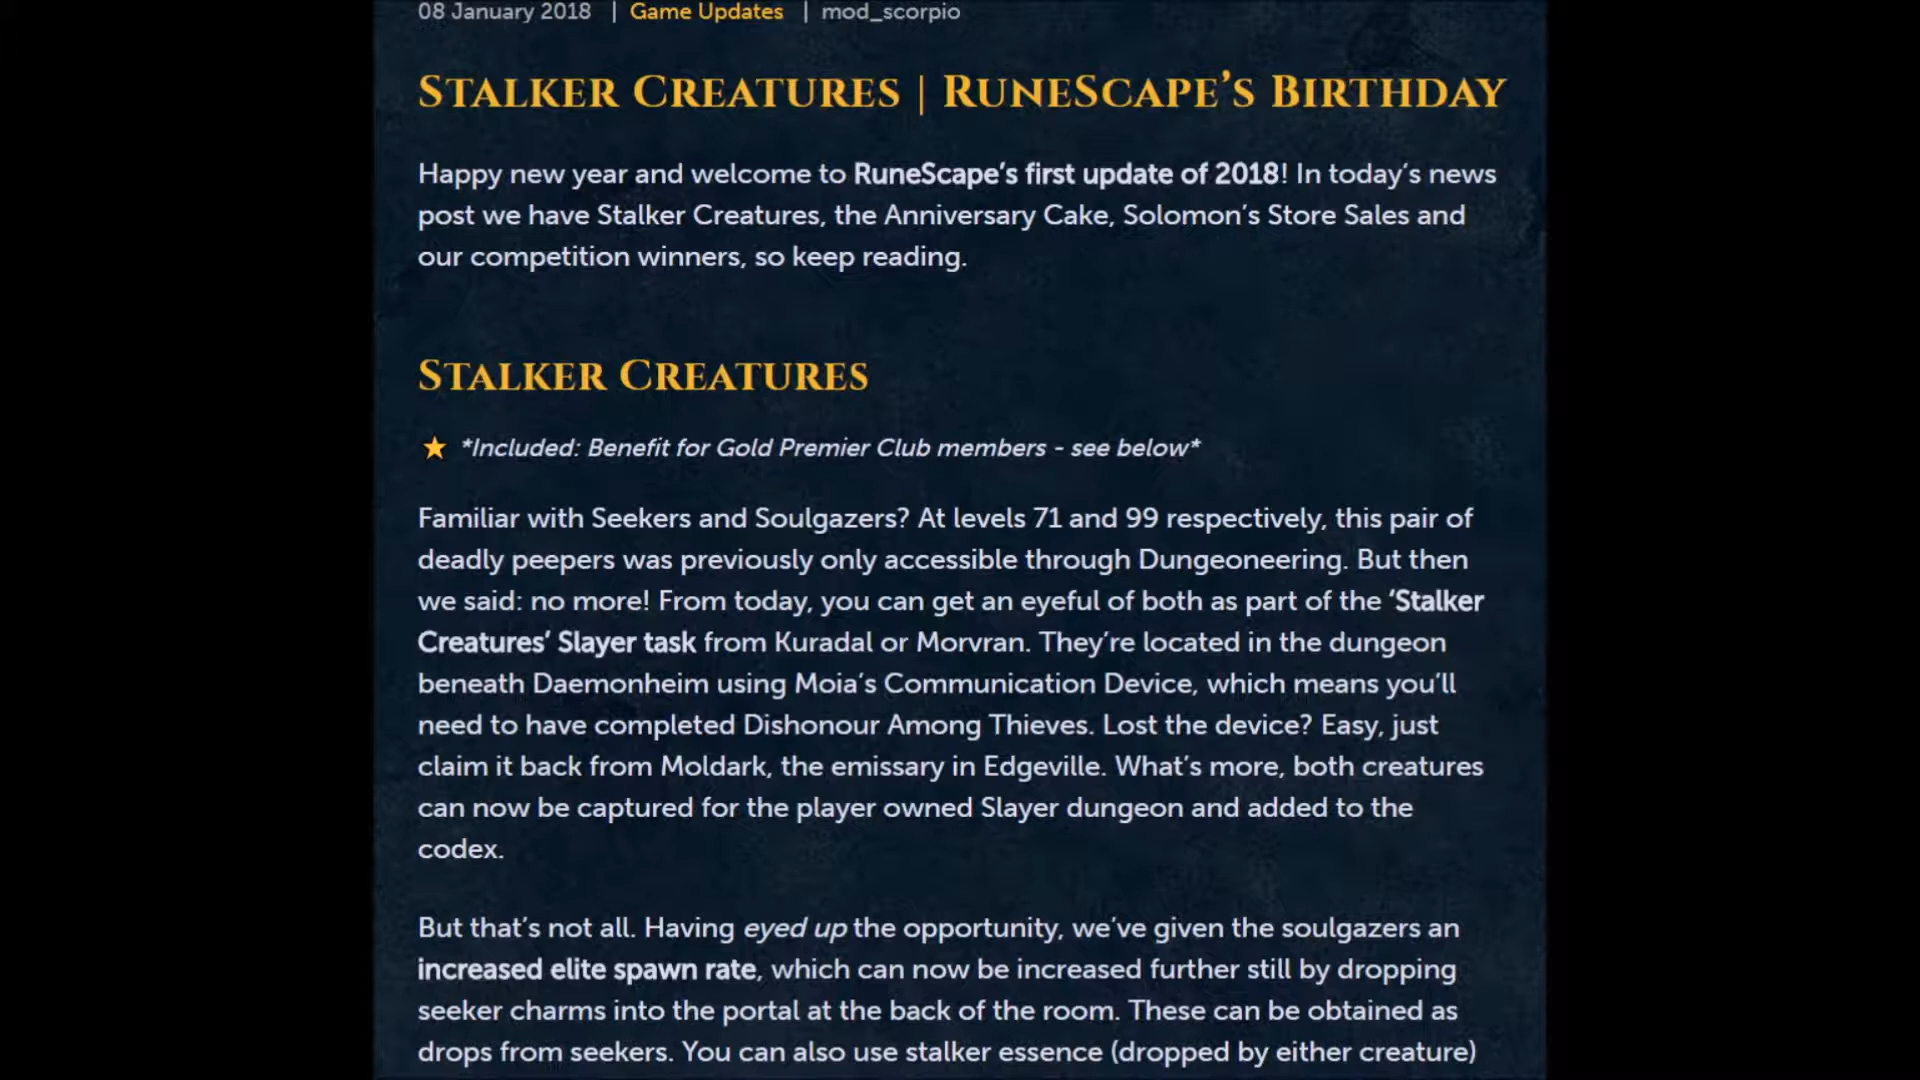 08 January 2018 | Game Updates | mod_scorpio
Stalker Creatures | RuneScape’s Birthday
Happy new year and welcome to RuneScape’s first update of 2018! In today’s news
post we have Stalker Creatures, the Anniversary Cake, Solomon’s Store Sales and
our competition winners, so keep reading.
Stalker Creatures
*Included: Benefit for Gold Premier Club members - see below*
Familiar with Seekers and Soulgazers? At levels 71 and 99 respectively, this pair of
deadly peepers was previously only accessible through Dungeoneering. But then
we said: no more! From today, you can get an eyeful of both as part of the ‘Stalker
Creatures’ Slayer task from Kuradal or Morvran. They’re located in the dungeon
beneath Daemonheim using Moia’s Communication Device, which means you’ll
need to have completed Dishonour Among Thieves. Lost the device? Easy, just
claim it back from Moldark, the emissary in Edgeville. What’s more, both creatures
can now be captured for the player owned Slayer dungeon and added to the
codex.
But that’s not all. Having eyed up the opportunity, we’ve given the soulgazers an
increased elite spawn rate, which can now be increased further still by dropping
seeker charms into the portal at the back of the room. These can be obtained as
drops from seekers. You can also use stalker essence (dropped by either creature)